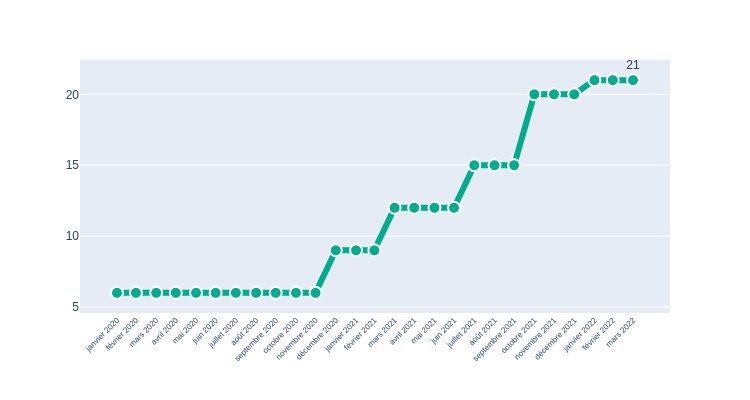 21
20
15
10
5
janvier 2020
février 2020
mars 2020
avril 2020
mai 2020
juin 2020
juillet 2020
août 2020
septembre 2020
octobre 2020
novembre 2020
décembre 2020
janvier 2021
février 2021
mars 2021
avril 2021
mai 2021
juin 2021
juillet 2021
août 2021
septembre 2021
octobre 2021
novembre 2021
décembre 2021
janvier 2022
février 2022
mars 2022